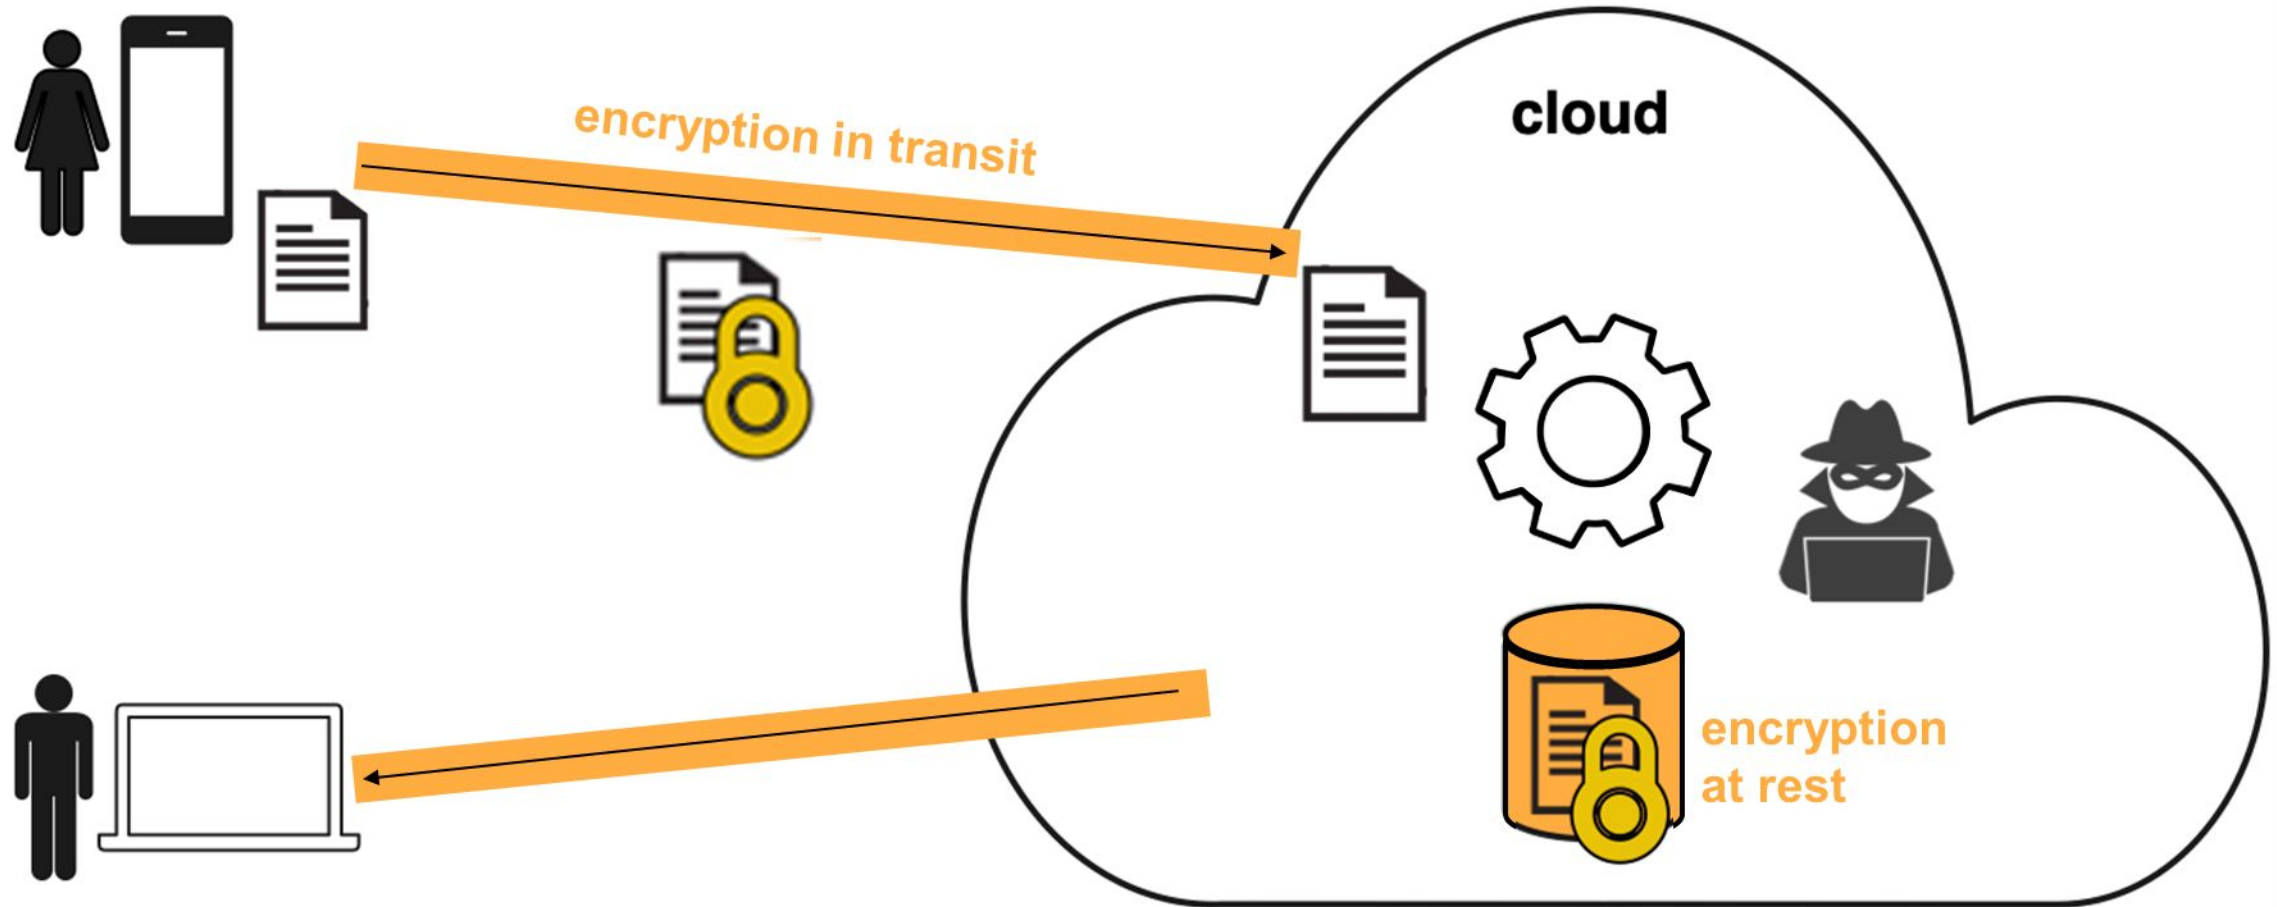 encryption in transit
cloud
encryption
at rest